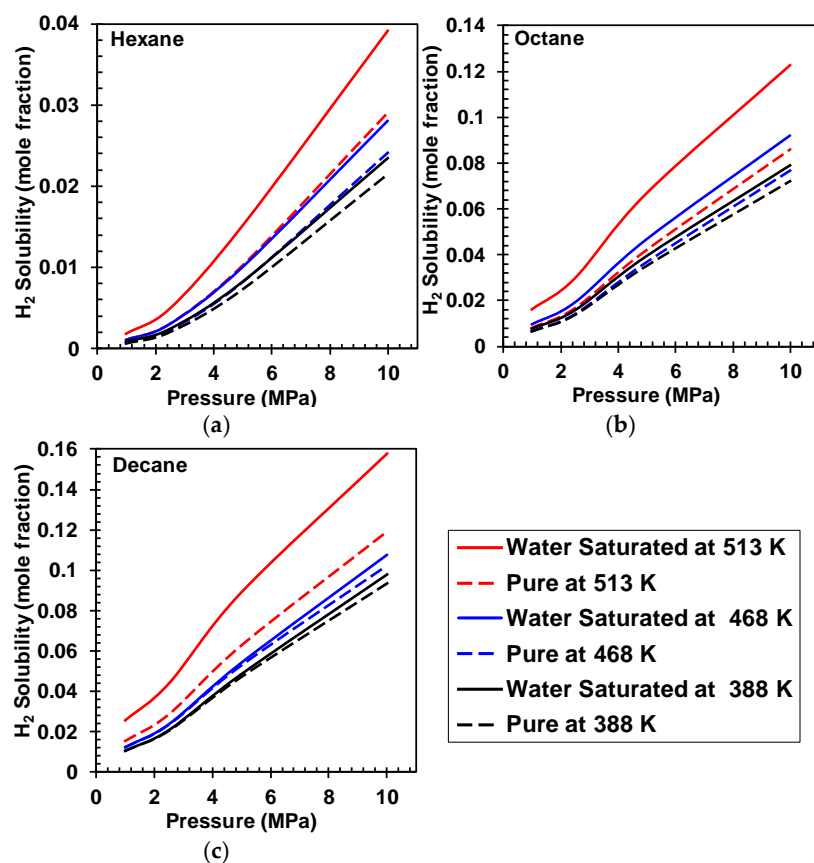 Hexane
H2 Solubility (mole fraction)
0.04
0.03
0.02
0.01
0
0 2 4 6 8 10
Pressure (MPa)
(a)
Octane
H2 Solubility (mole fraction)
0.14
0.12
0.1
0.08
0.06
0.04
0.02
0
0 2 4 6 8 10
Pressure (MPa)
(b)
Decane
H2 Solubility (mole fraction)
0.16
0.14
0.12
0.1
0.08
0.06
0.04
0.02
0
0 2 4 6 8 10
Pressure (MPa)
(c)
Water Saturated at 513 K
Pure at 513 K
Water Saturated at 468 K
Pure at 468 K
Water Saturated at 388 K
Pure at 388 K